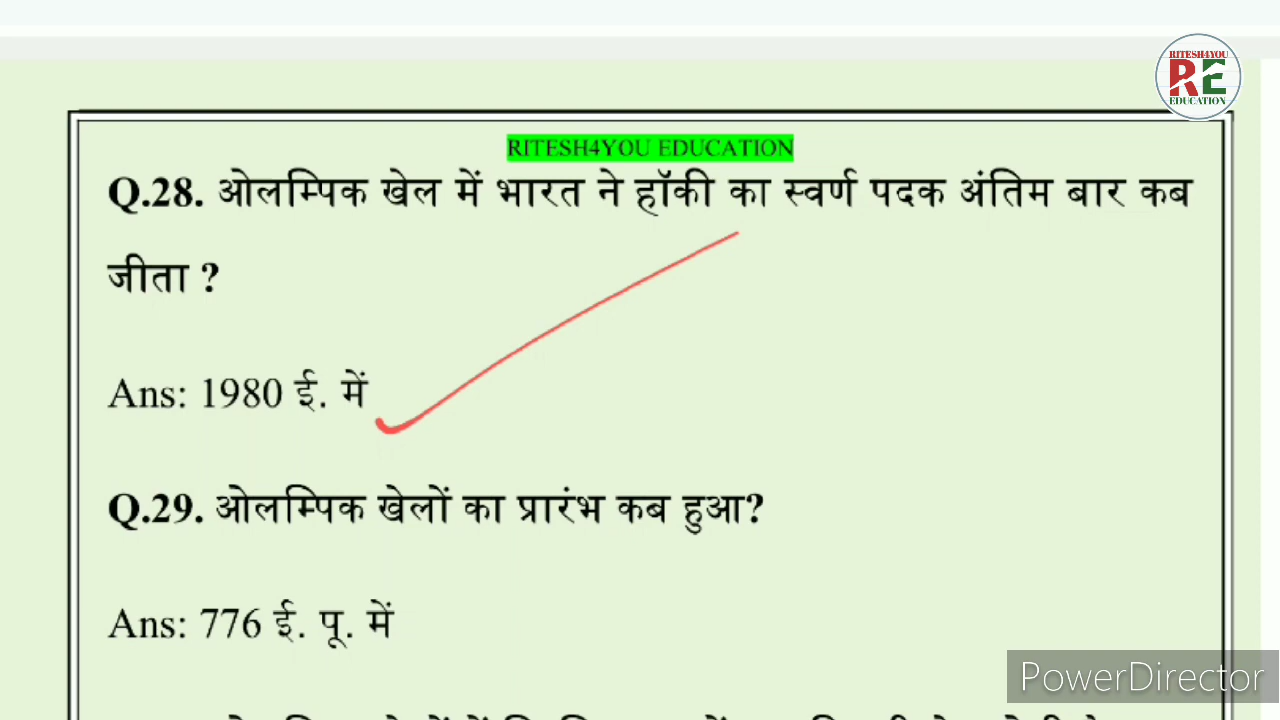 RITESH4YOU
RE
EDUCATION
RITESH4YOU EDUCATION
Q.28. ओलम्पिक खेल में भारत ने हॉकी का स्वर्ण पदक अंतिम बार कब
जीता ?
Ans: 1980 ई. में
Q.29. ओलम्पिक खेलों का प्रारंभ कब हुआ?
Ans: 776 ई. पू. में
PowerDirector